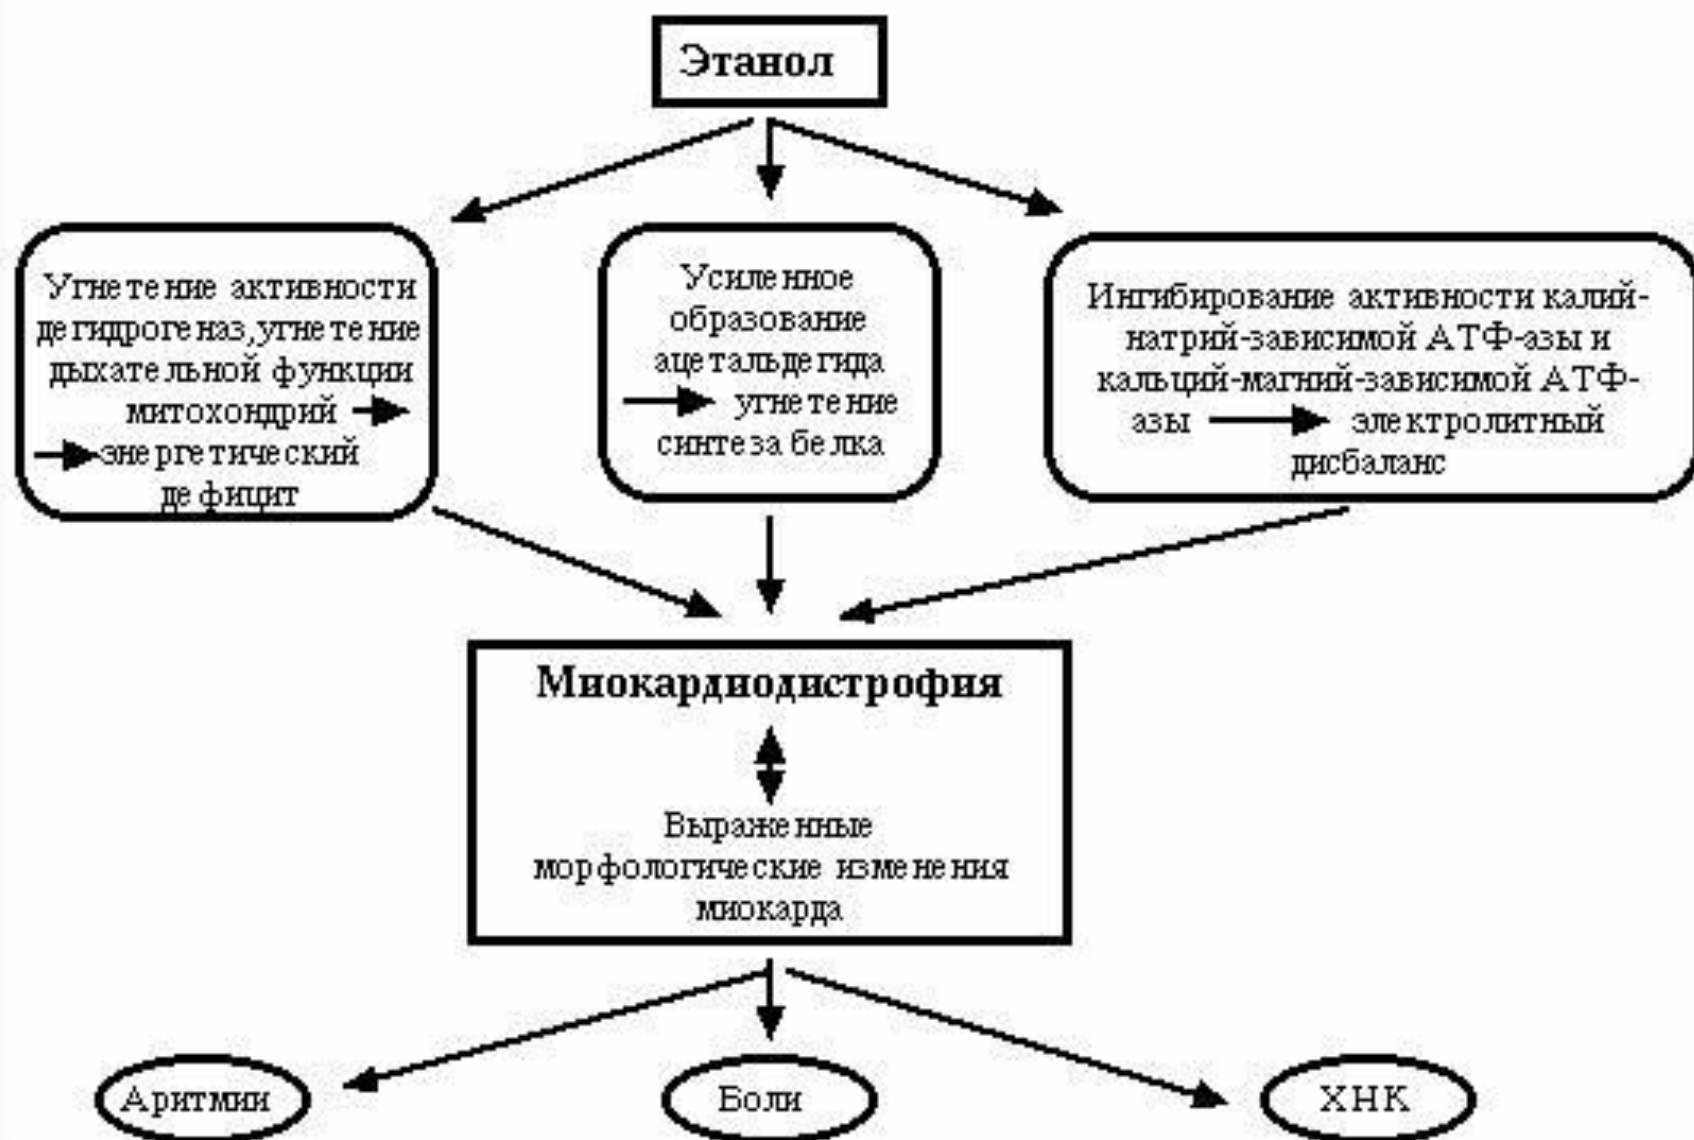 Этанол
Угнетение активности
дегидрогеназ,угнетение
дыхательной функции
митохондрий
энергетический
дефицит
Усиленное
образование
ацетальдегида
угнетение
синтеза белка
Ингибирование активности калий-
натрий-зависимой АТФ-азы и
кальций-магний-зависимой АТФ-
азы электролитный
дисбаланс
Миокардиодистрофия
Выраженные
морфологические изменения
миокарда
Аритмии
Боли
ХНК